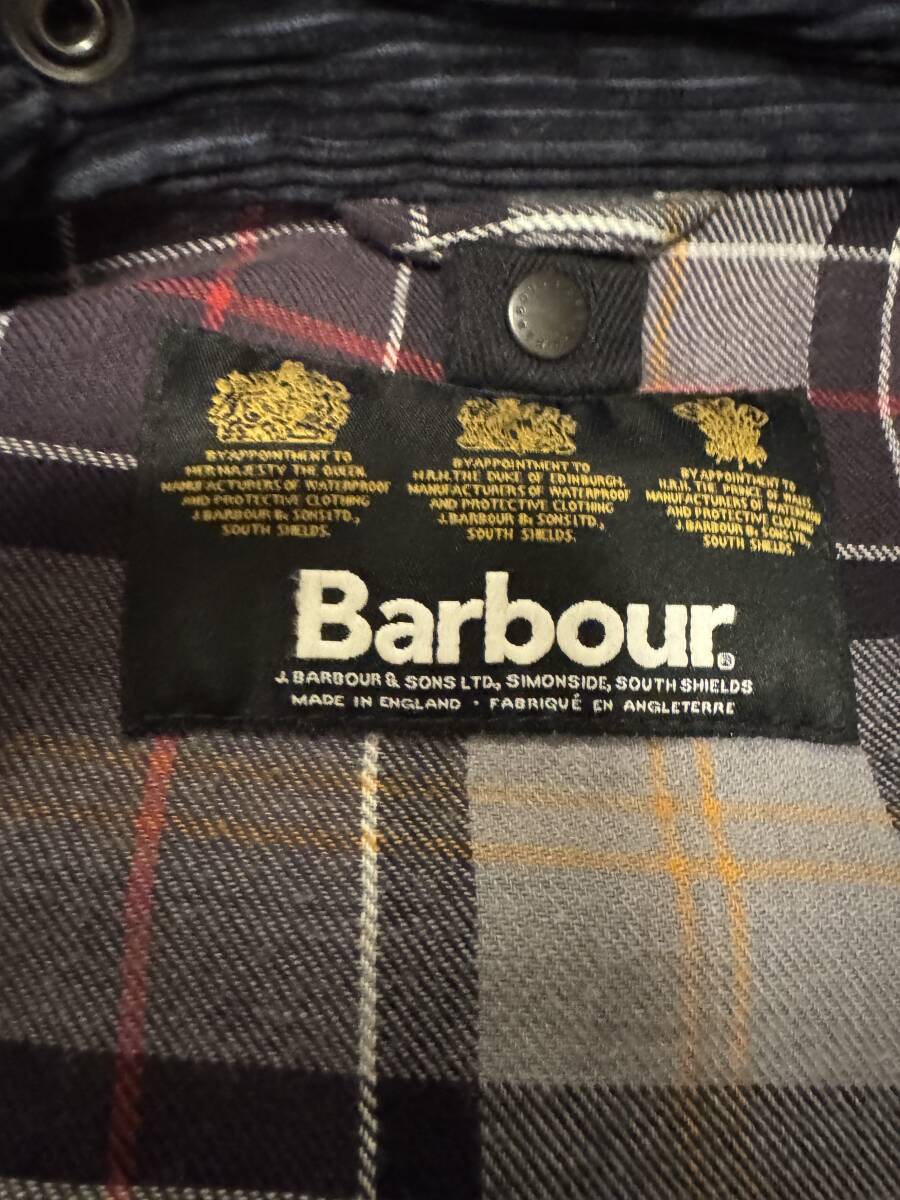 BY APPOINTMENT TO
HER MAJESTY THE QUEEN
MANUFACTURERS OF WATERPROOF
AND PROTECTIVE CLOTHING
J. BARBOUR & SONS LTD.,
SOUTH SHIELDS.
BY APPOINTMENT TO
H.R.H. THE DUKE OF EDINBURGH,
MANUFACTURERS OF WATERPROOF
AND PROTECTIVE CLOTHING
J. BARBOUR & SONS LTD.,
SOUTH SHIELDS.
BY APPOINTMENT TO
H.R.H. THE PRINCE OF WALES
MANUFACTURERS OF WATERPROOF
AND PROTECTIVE CLOTHING
J. BARBOUR & SONS LTD.
SOUTH SHIELDS.
Barbour®
J. BARBOUR & SONS LTD., SIMONSIDE, SOUTH SHIELDS
MADE IN ENGLAND · FABRIQUÉ EN ANGLETERRE